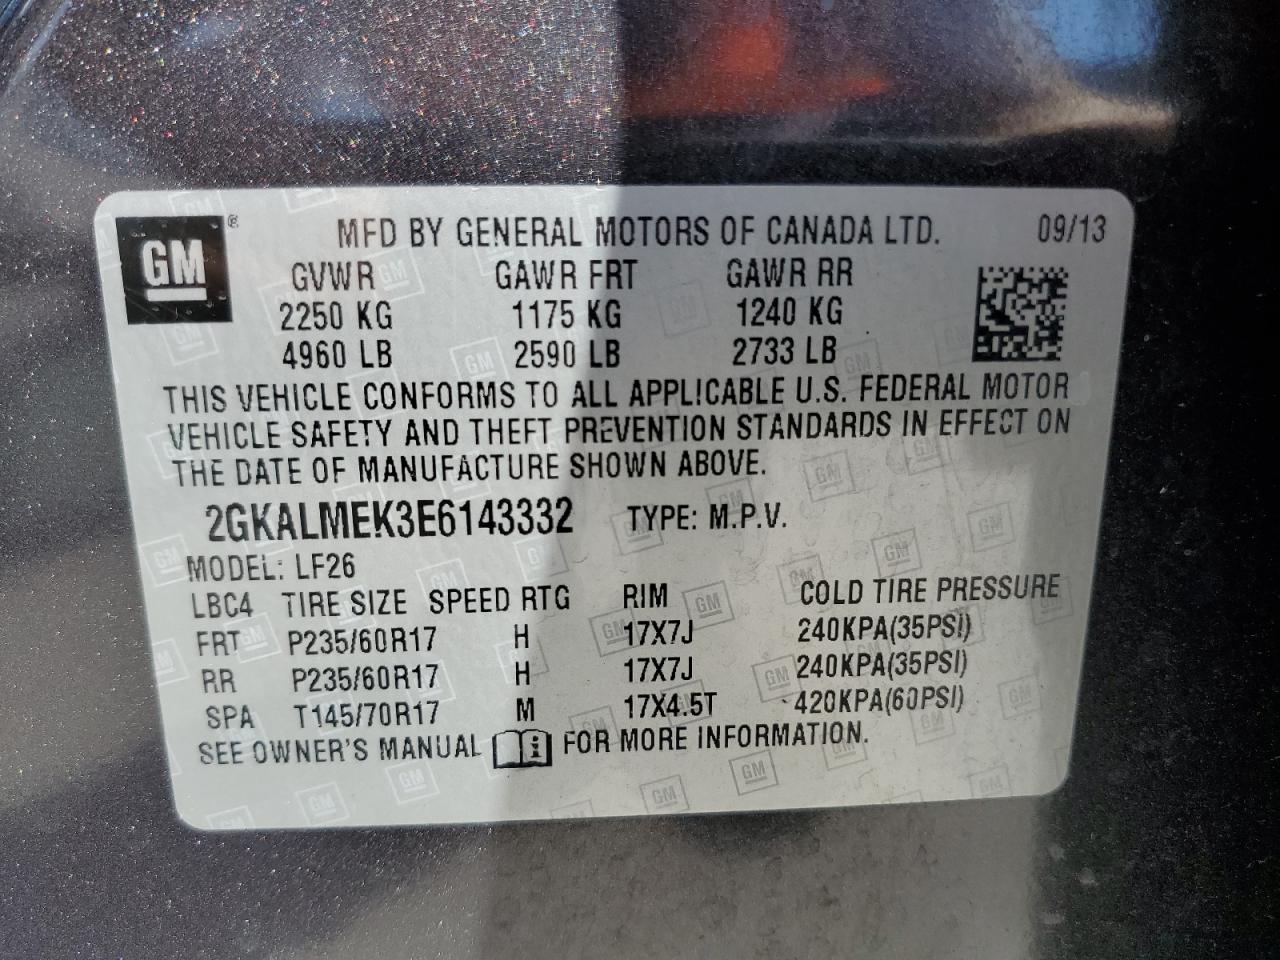 GM ® MFD BY GENERAL MOTORS OF CANADA LTD. 09/13
GVWR GAWR FRT GAWR RR
2250 KG 1175 KG 1240 KG
4960 LB 2590 LB 2733 LB
THIS VEHICLE CONFORMS TO ALL APPLICABLE U.S. FEDERAL MOTOR
VEHICLE SAFETY AND THEFT PREVENTION STANDARDS IN EFFECT ON
THE DATE OF MANUFACTURE SHOWN ABOVE.
2GKALMEK3E6143332 TYPE: M.P.V.
MODEL: LF26
LBC4 TIRE SIZE SPEED RTG RIM COLD TIRE PRESSURE
FRT P235/60R17 H 17X7J 240KPA(35PSI)
RR P235/60R17 H 17X7J 240KPA(35PSI)
SPA T145/70R17 M 17X4.5T 420KPA(60PSI)
SEE OWNER'S MANUAL i FOR MORE INFORMATION.